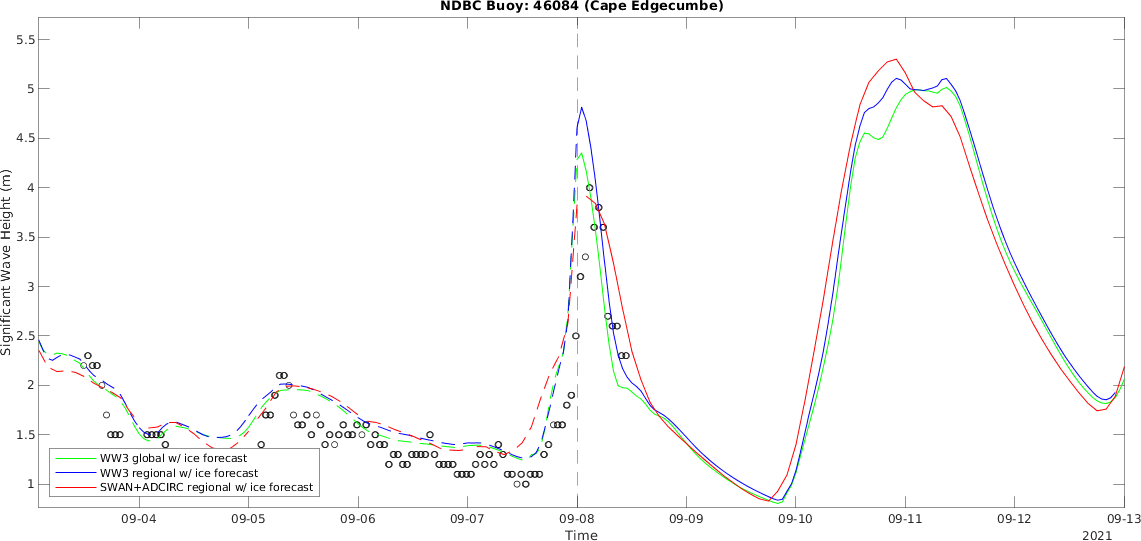 NDBC Buoy: 46084 (Cape Edgecumbe)
5.5
5
4.5
4
3.5
3
2.5
2
1.5
1
Significant Wave Height (m)
WW3 global w/ ice forecast
WW3 regional w/ ice forecast
SWAN+ADCIRC regional w/ ice forecast
09-04 09-05 09-06 09-07 09-08 09-09 09-10 09-11 09-12 09-13
Time
2021